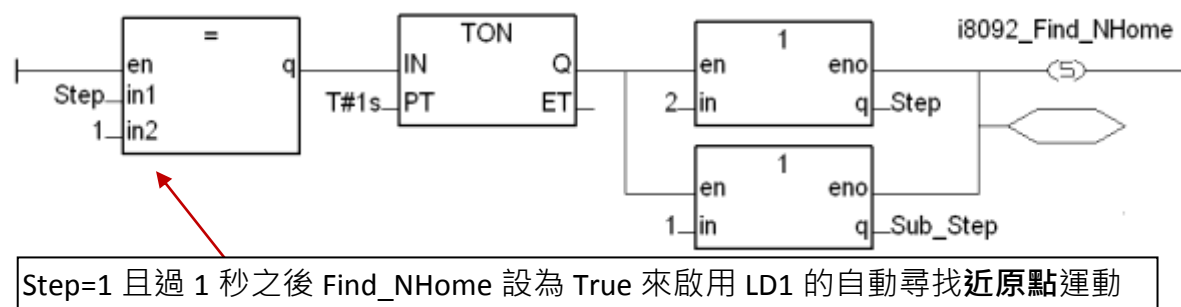 i8092_Find_NHome
= TON 1
en q IN Q en eno (S)
Step in1 T#1s PT ET 2 in q Step
1 in2
1
en eno
1 in q Sub_Step
Step=1 且過 1 秒之後 Find_NHome 設為 True 來啟用 LD1 的自動尋找近原點運動